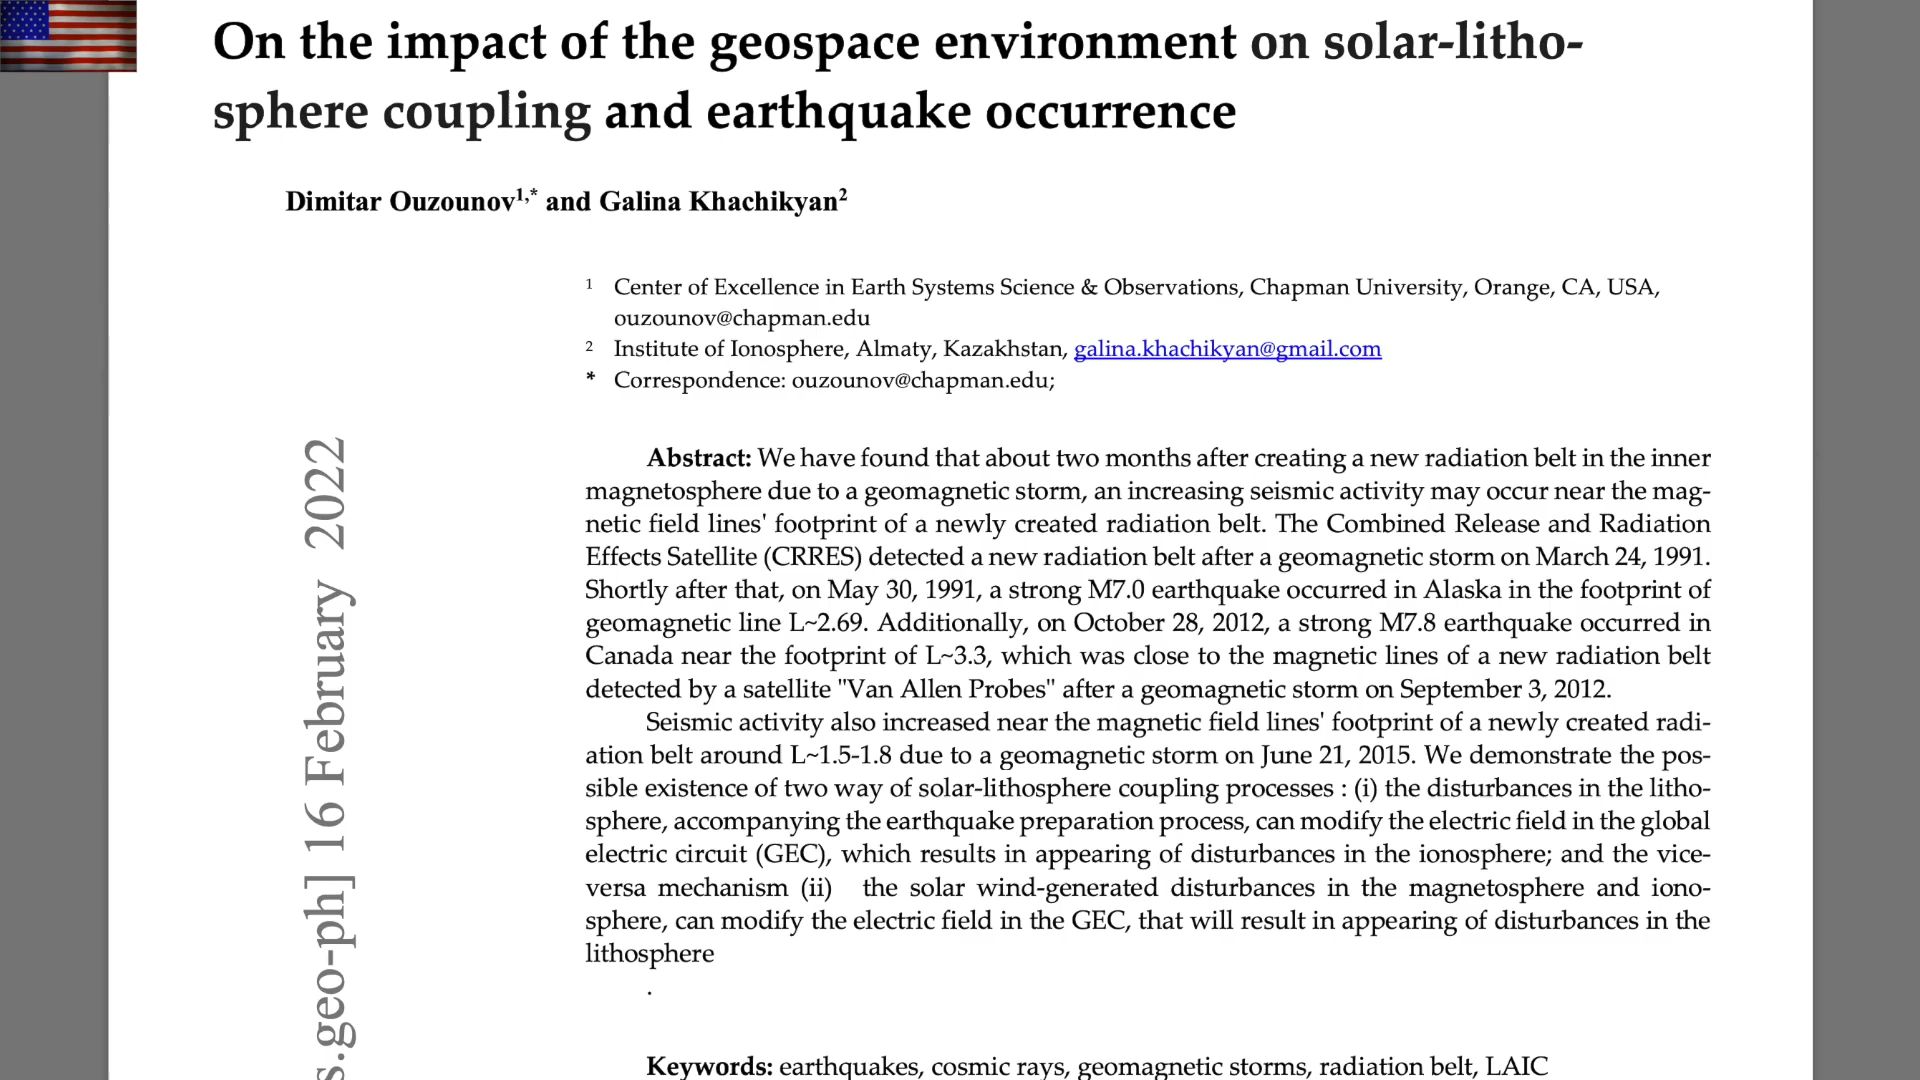 On the impact of the geospace environment on solar-litho-
sphere coupling and earthquake occurrence
Dimitar Ouzounov1,* and Galina Khachikyan2
1 Center of Excellence in Earth Systems Science & Observations, Chapman University, Orange, CA, USA,
ouzounov@chapman.edu
2 Institute of Ionosphere, Almaty, Kazakhstan, galina.khachikyan@gmail.com
* Correspondence: ouzounov@chapman.edu;
Abstract: We have found that about two months after creating a new radiation belt in the inner
magnetosphere due to a geomagnetic storm, an increasing seismic activity may occur near the mag-
netic field lines' footprint of a newly created radiation belt. The Combined Release and Radiation
Effects Satellite (CRRES) detected a new radiation belt after a geomagnetic storm on March 24, 1991.
Shortly after that, on May 30, 1991, a strong M7.0 earthquake occurred in Alaska in the footprint of
geomagnetic line L~2.69. Additionally, on October 28, 2012, a strong M7.8 earthquake occurred in
Canada near the footprint of L~3.3, which was close to the magnetic lines of a new radiation belt
detected by a satellite "Van Allen Probes" after a geomagnetic storm on September 3, 2012.
Seismic activity also increased near the magnetic field lines' footprint of a newly created radi-
ation belt around L~1.5-1.8 due to a geomagnetic storm on June 21, 2015. We demonstrate the pos-
sible existence of two way of solar-lithosphere coupling processes : (i) the disturbances in the litho-
sphere, accompanying the earthquake preparation process, can modify the electric field in the global
electric circuit (GEC), which results in appearing of disturbances in the ionosphere; and the vice-
versa mechanism (ii) the solar wind-generated disturbances in the magnetosphere and iono-
sphere, can modify the electric field in the GEC, that will result in appearing of disturbances in the
lithosphere
.
Keywords: earthquakes, cosmic rays, geomagnetic storms, radiation belt, LAIC
s.geo-ph] 16 February 2022